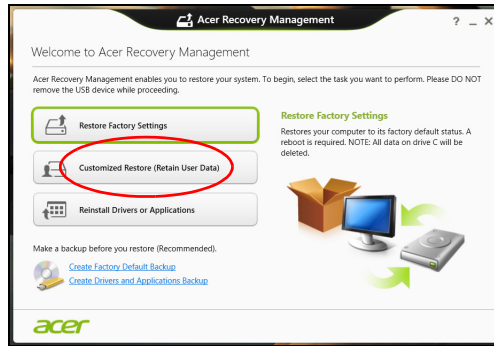 Acer Recovery Management
? _ X
Welcome to Acer Recovery Management
Acer Recovery Management enables you to restore your system. To begin, select the task you want to perform. Please DO NOT
remove the USB device while proceeding.
Restore Factory Settings
Customized Restore (Retain User Data)
Reinstall Drivers or Applications
Restore Factory Settings
Restores your computer to its factory default status. A
reboot is required. NOTE: All data on drive C will be
deleted.
Make a backup before you restore (Recommended).
Create Factory Default Backup
Create Drivers and Applications Backup
acer